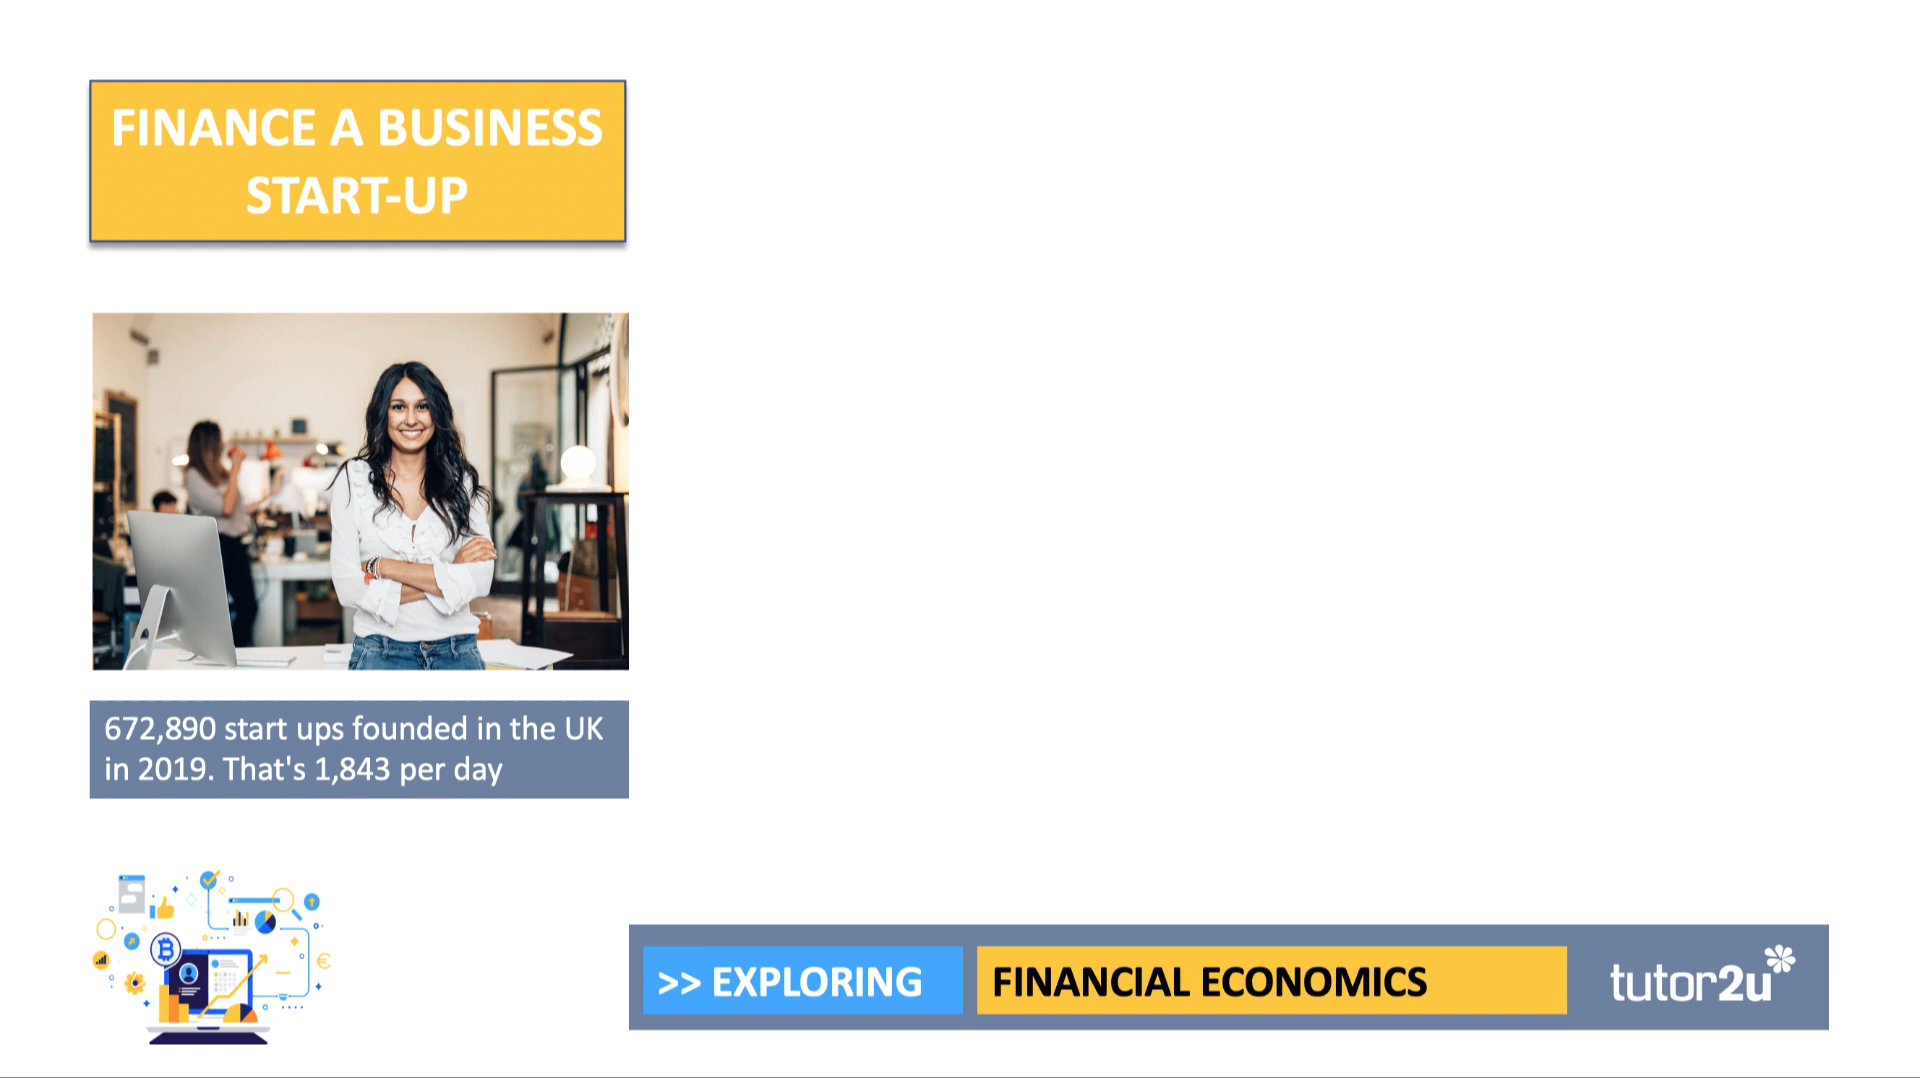 FINANCE A BUSINESS
START-UP
672,890 start ups founded in the UK
in 2019. That's 1,843 per day
>> EXPLORING
FINANCIAL ECONOMICS
tutor2u